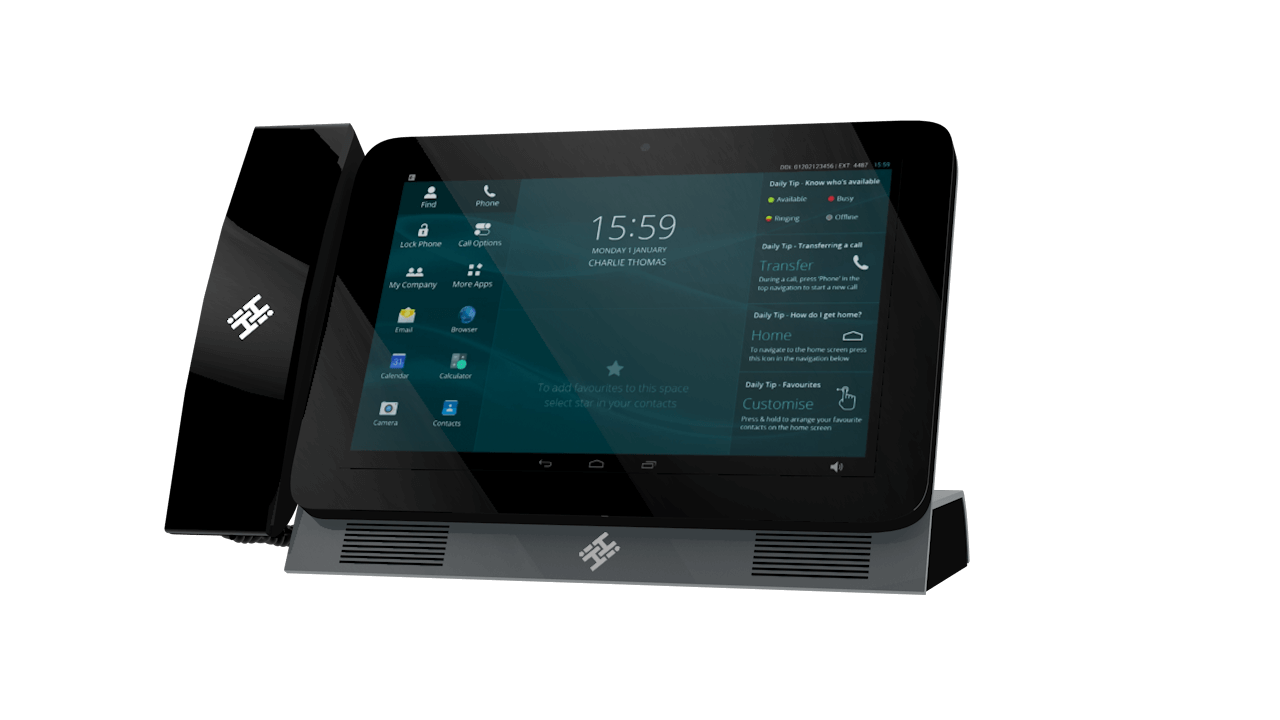 DDI: 01202123456 | EXT: 4487 15:59
Find
Phone
Lock Phone
Call Options
My Company
More Apps
Email
Browser
31
Calendar
Calculator
Camera
Contacts
15:59
MONDAY 1 JANUARY
CHARLIE THOMAS
To add favourites to this space
select star in your contacts
Daily Tip - Know who's available
Available
Busy
Ringing
Offline
Daily Tip - Transferring a call
Transfer
During a call, press 'Phone' in the
top navigation to start a new call
Daily Tip - How do I get home?
Home
To navigate to the home screen press
this icon in the navigation below
Daily Tip - Favourites
Customise
Press & hold to arrange your favourite
contacts on the home screen